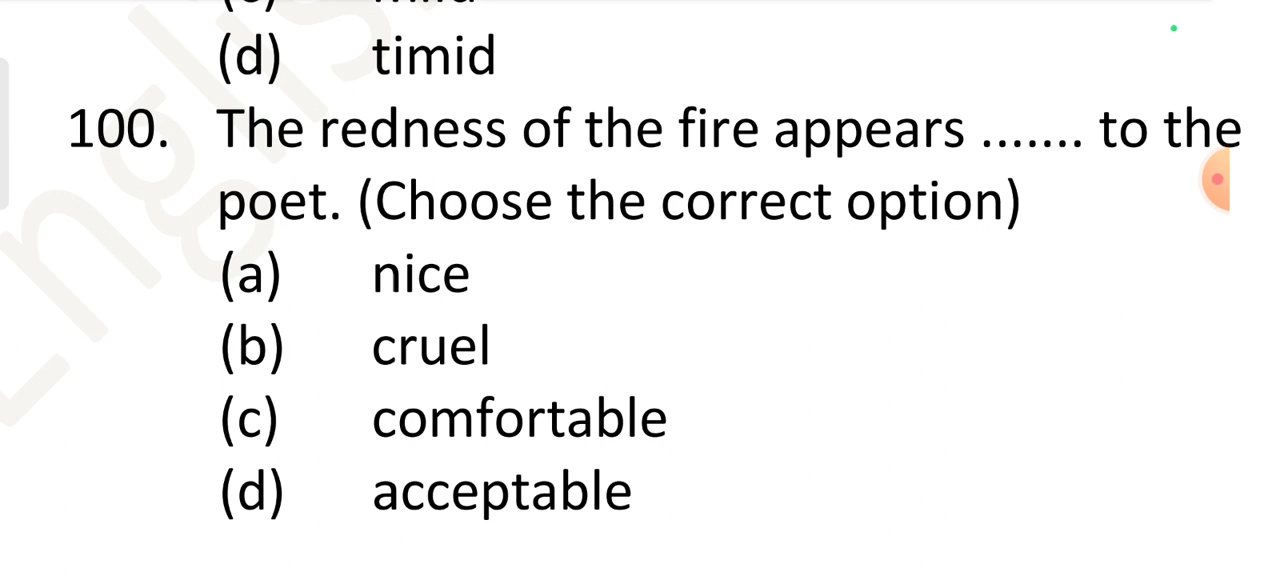 (d) timid
100. The redness of the fire appears ....... to the
poet. (Choose the correct option)
(a) nice
(b) cruel
(c) comfortable
(d) acceptable